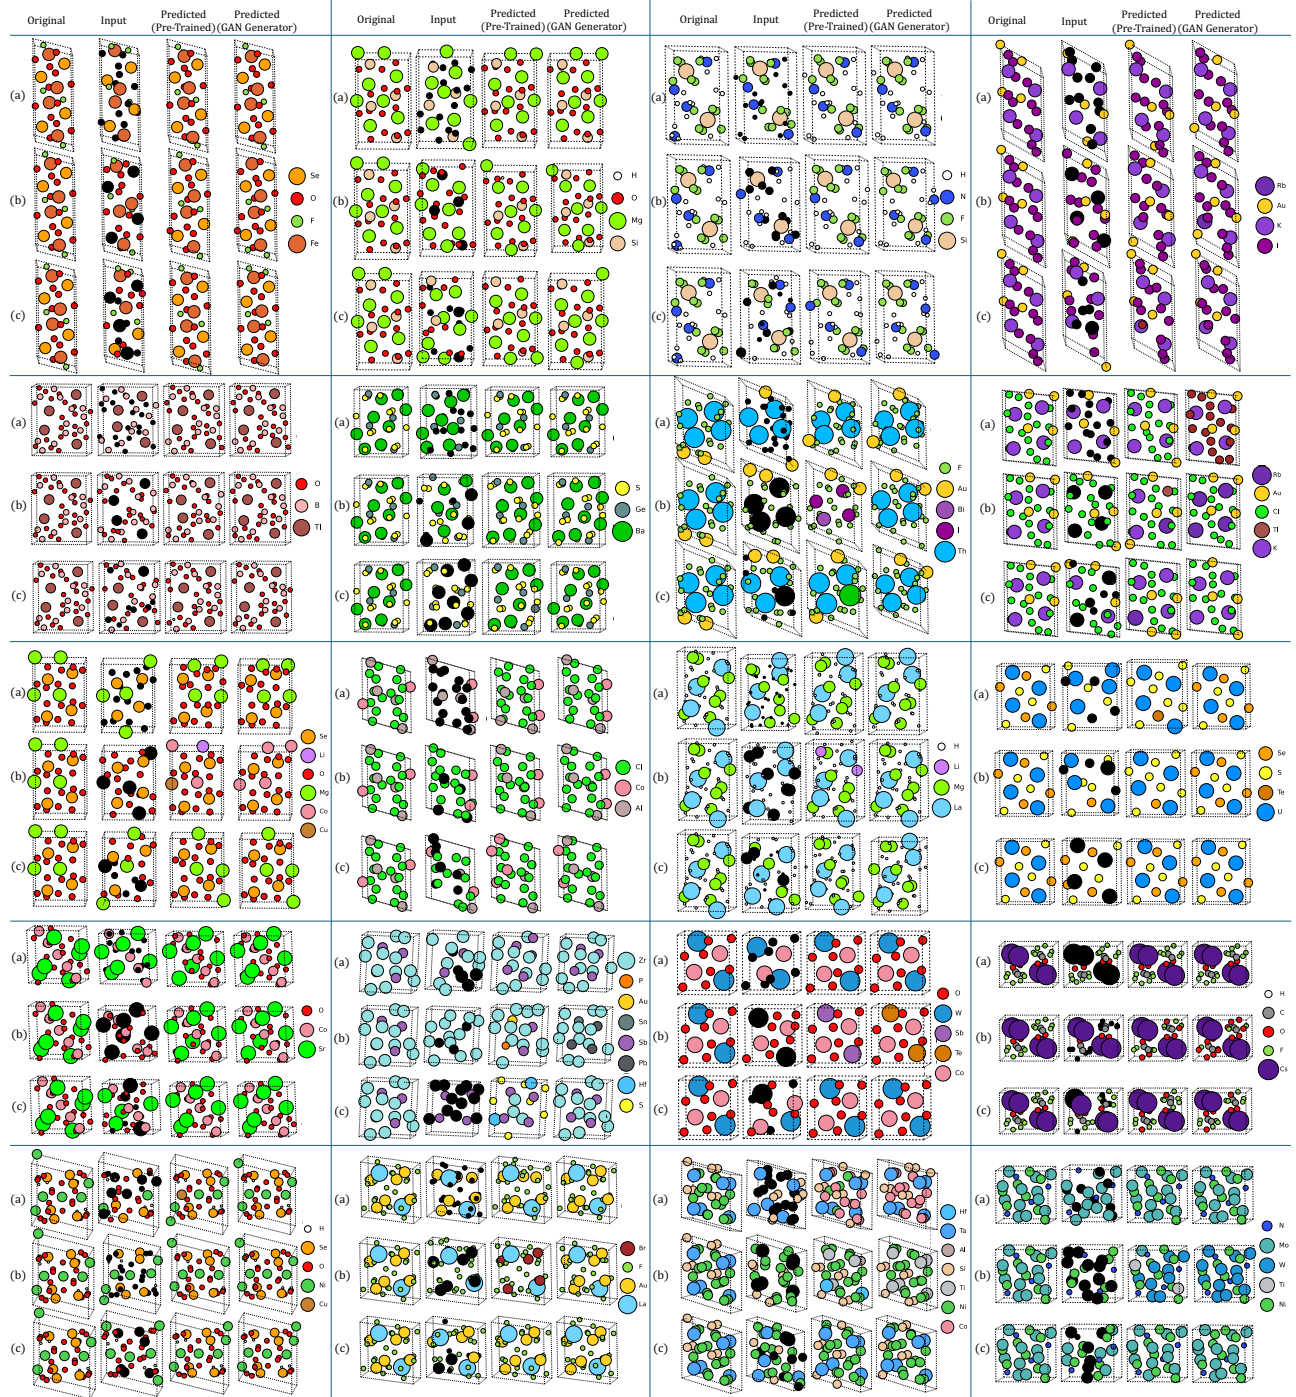 Original Input Predicted (Pre-Trained) Predicted (GAN Generator)
Original Input Predicted (Pre-Trained) Predicted (GAN Generator)
Original Input Predicted (Pre-Trained) Predicted (GAN Generator)
Original Input Predicted (Pre-Trained) Predicted (GAN Generator)
(a)
(b)
(c)
Se
O
F
Fe
(a)
(b)
(c)
H
O
Mg
Si
(a)
(b)
(c)
H
N
F
Si
(a)
(b)
(c)
Rb
Au
K
I
(a)
(b)
(c)
O
B
Tl
(a)
(b)
(c)
S
Ge
Ba
(a)
(b)
(c)
F
Au
Bi
I
Th
(a)
(b)
(c)
Rb
Au
Cl
Tl
K
(a)
(b)
(c)
Se
Li
O
Mg
Co
Cu
(a)
(b)
(c)
Cl
Co
Al
(a)
(b)
(c)
H
Li
Mg
La
(a)
(b)
(c)
Se
S
Te
U
(a)
(b)
(c)
O
Co
Sr
(a)
(b)
(c)
Zr
P
Au
Sn
Sb
Pb
Hf
S
(a)
(b)
(c)
O
W
Sb
Te
Co
(a)
(b)
(c)
H
C
O
F
Cs
(a)
(b)
(c)
H
Se
O
Ni
Cu
(a)
(b)
(c)
Br
F
Au
La
(a)
(b)
(c)
Hf
Ta
Al
Si
Ti
Ni
Co
(a)
(b)
(c)
N
Mo
W
Ti
Ni